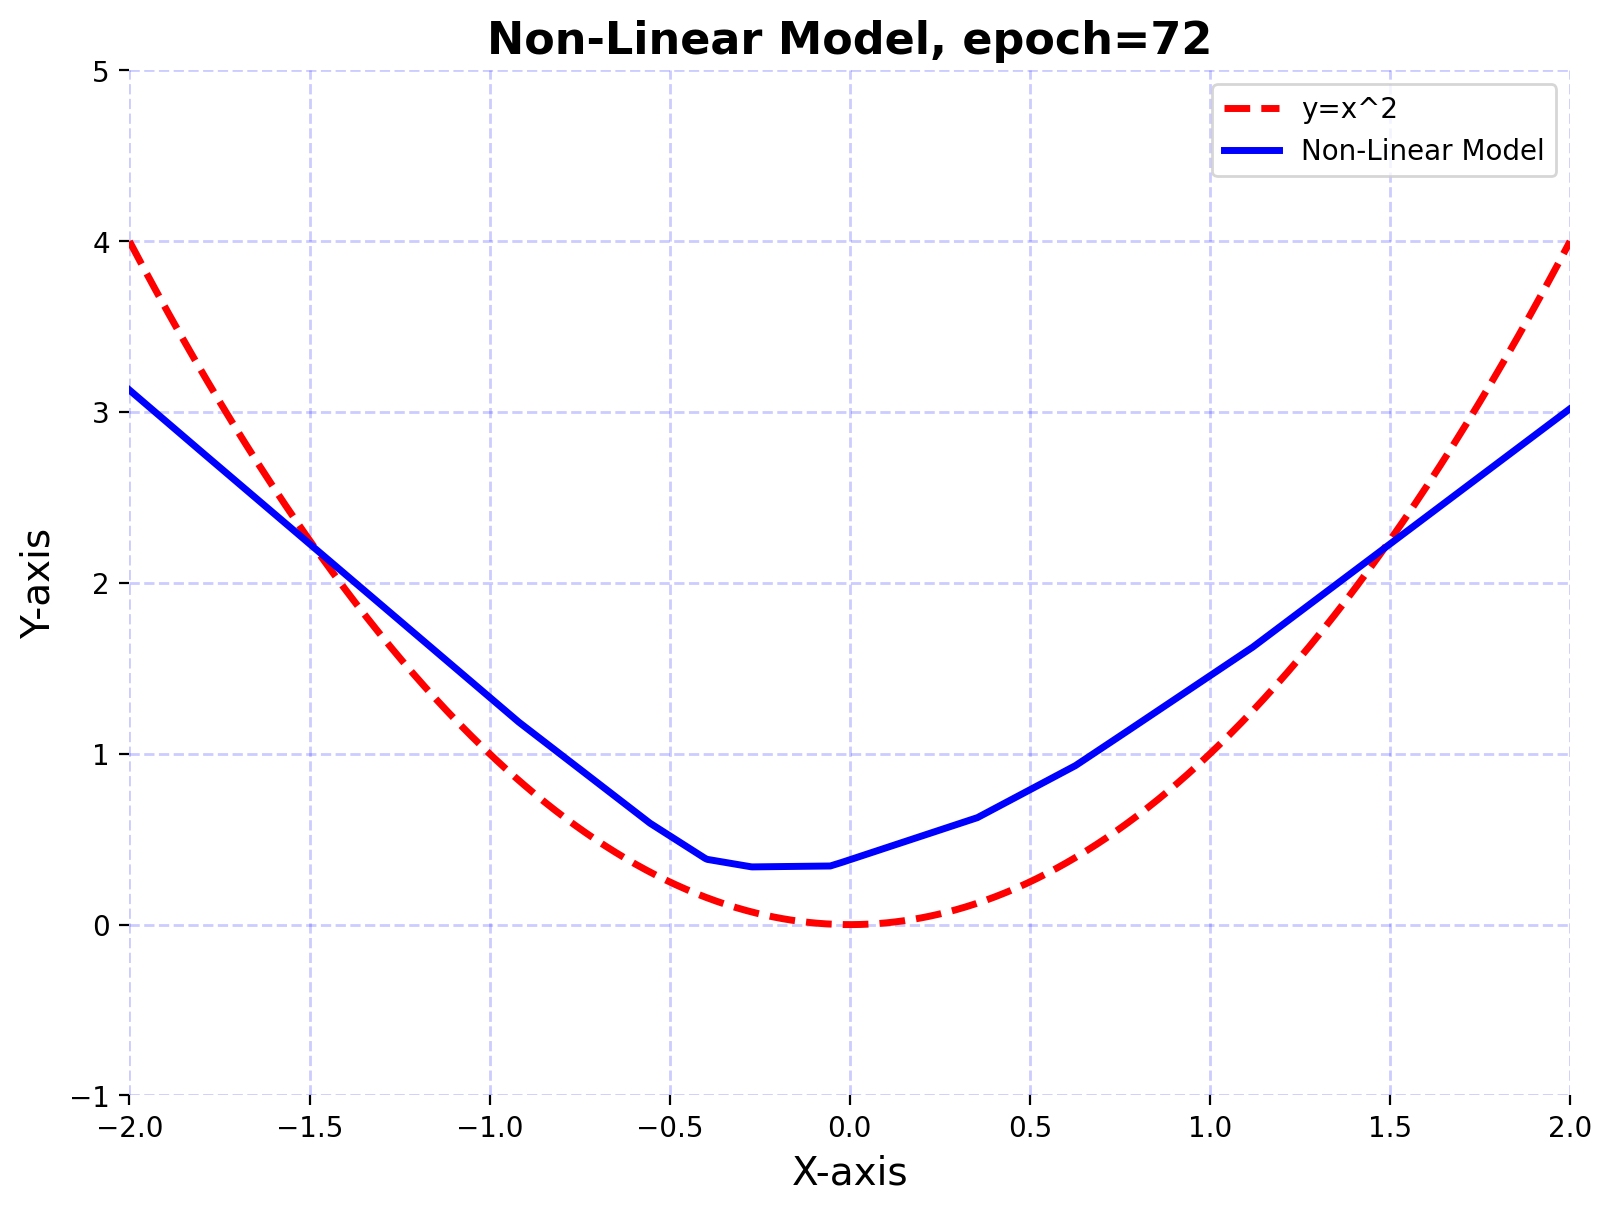 Non-Linear Model, epoch=72
y=x^2
Non-Linear Model
Y-axis
5
4
3
2
1
0
−1
−2.0 −1.5 −1.0 −0.5 0.0 0.5 1.0 1.5 2.0
X-axis